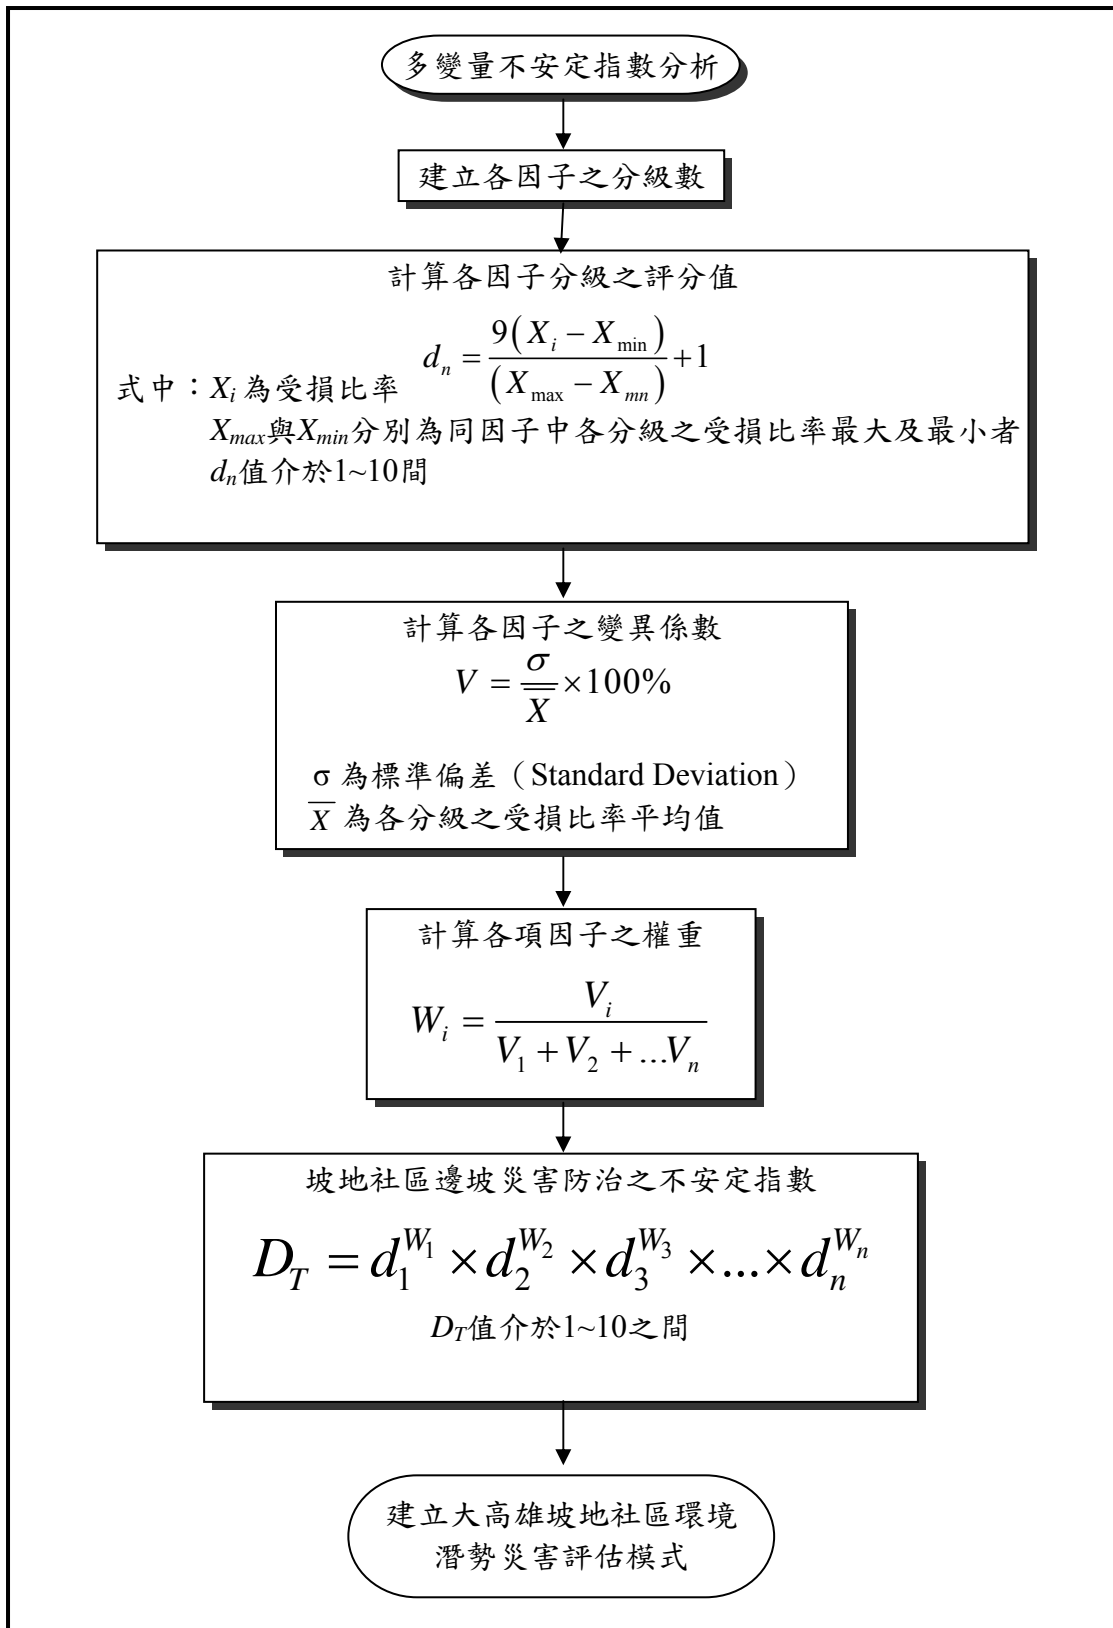 多變量不安定指數分析
建立各因子之分級數
計算各因子分級之評分值
d_n = 9(X_i − X_min) / (X_max − X_mn) + 1
式中：X_i 為受損比率
X_max與X_min分別為同因子中各分級之受損比率最大及最小者
d_n值介於1~10間
計算各因子之變異係數
V = σ / X̄ × 100%
σ 為標準偏差（Standard Deviation）
X̄ 為各分級之受損比率平均值
計算各項因子之權重
W_i = V_i / (V_1 + V_2 + ...V_n)
坡地社區邊坡災害防治之不安定指數
D_T = d_1^{W_1} × d_2^{W_2} × d_3^{W_3} × ... × d_n^{W_n}
D_T值介於1~10之間
建立大高雄坡地社區環境
潛勢災害評估模式